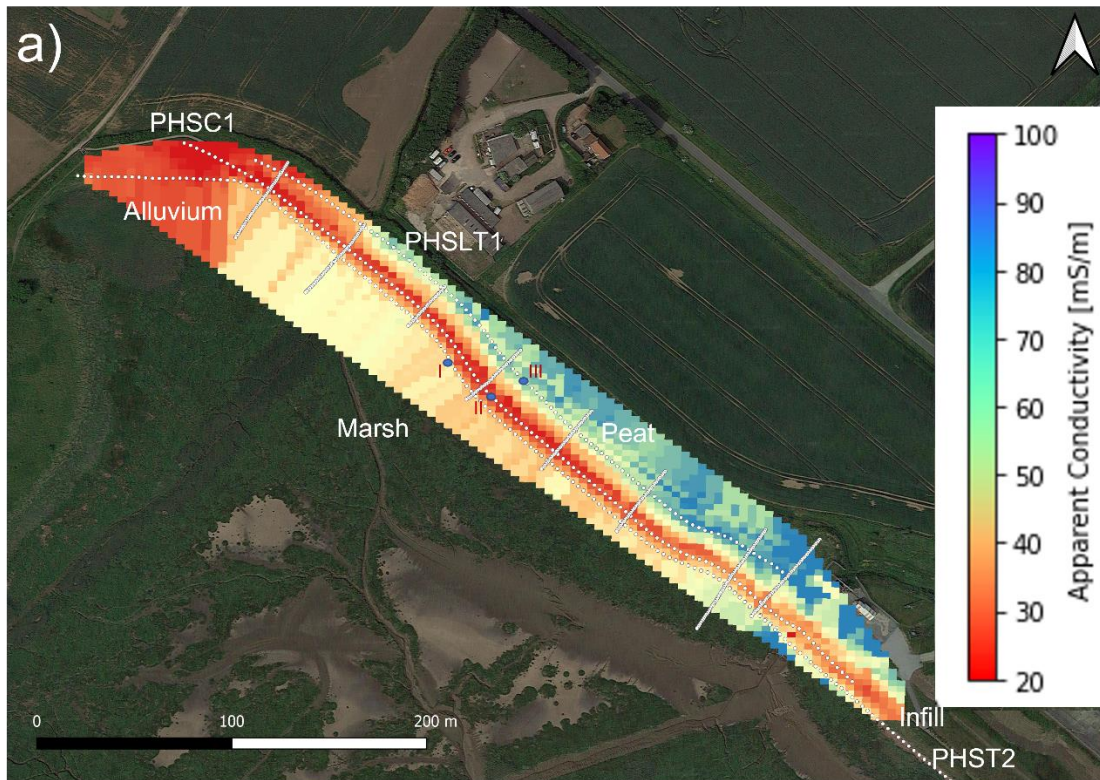 a)
PHSC1
Alluvium
PHSLT1
I
II
III
Marsh
Peat
Infill
PHST2
0
100
200 m
100
90
80
70
60
50
40
30
20
Apparent Conductivity [mS/m]